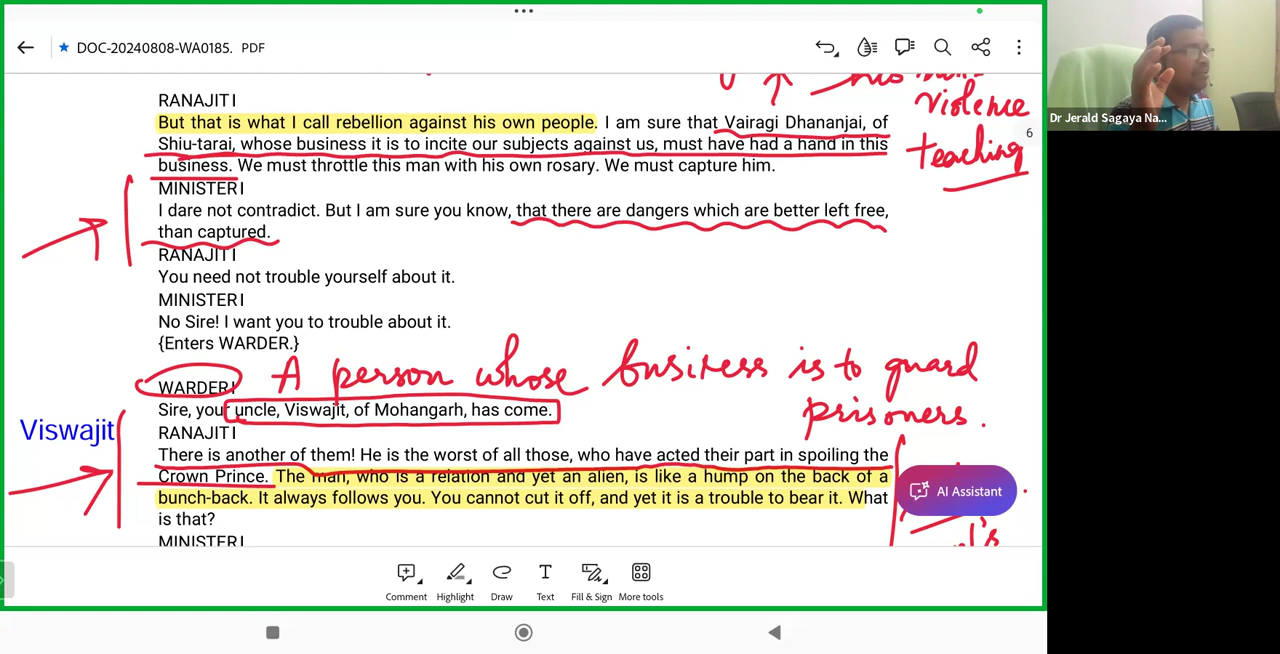 DOC-20240808-WA0185. PDF
RANAJIT I
violence
Dr Jerald Sagaya Na...
But that is what I call rebellion against his own people. I am sure that Vairagi Dhananjai, of
6
Shiu-tarai, whose business it is to incite our subjects against us, must have had a hand in this
teaching
business. We must throttle this man with his own rosary. We must capture him.
MINISTER I
I dare not contradict. But I am sure you know, that there are dangers which are better left free,
than captured.
RANAJIT I
You need not trouble yourself about it.
MINISTER I
No Sire! I want you to trouble about it.
{Enters WARDER.}
WARDER I
A person whose business is to guard
prisoners.
Sire, your uncle, Viswajit, of Mohangarh, has come.
Viswajit
RANAJIT I
There is another of them! He is the worst of all those, who have acted their part in spoiling the
Crown Prince. The man, who is a relation and yet an alien, is like a hump on the back of a
AI Assistant
bunch-back. It always follows you. You cannot cut it off, and yet it is a trouble to bear it. What
is that?
MINISTER I
Comment
Highlight
Draw
Text
Fill & Sign
More tools